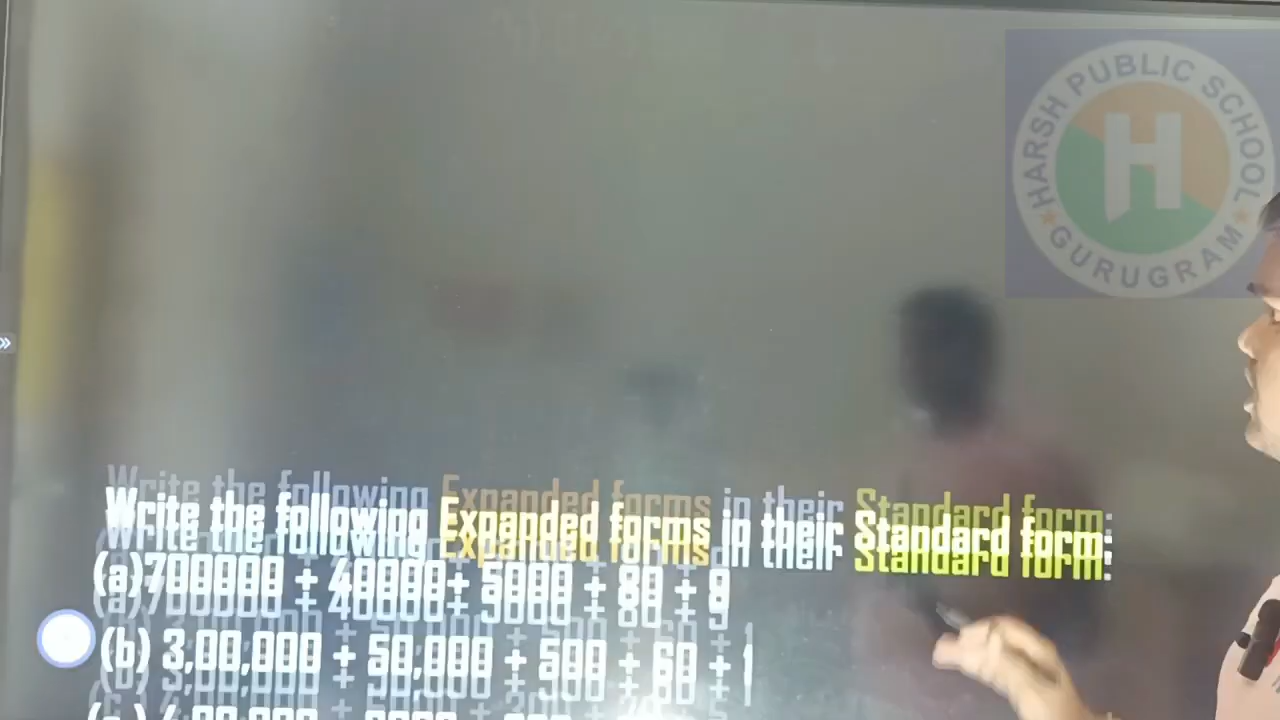 HARSH PUBLIC SCHOOL
H
GURUGRAM
Write the following Expanded forms in their Standard form:
(a)700000 + 40000+ 5000 + 80 + 9
(b) 3,00,000 + 50,000 + 500 + 60 + 1